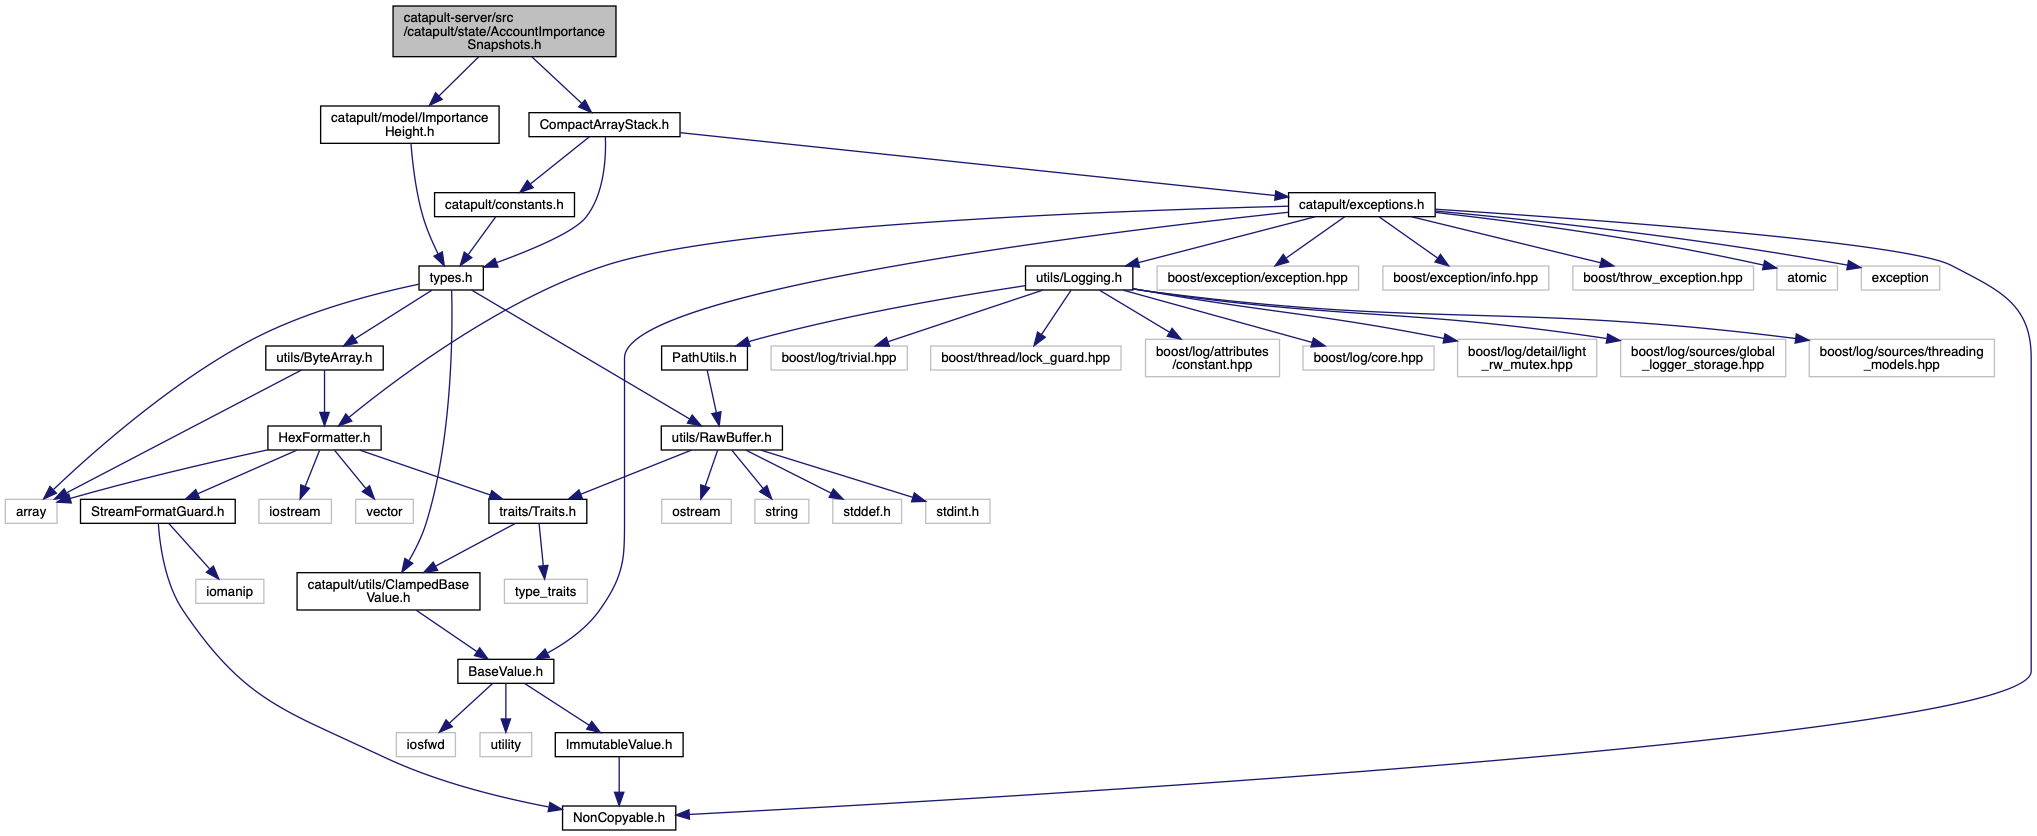 catapult-server/src
/catapult/state/AccountImportance
Snapshots.h
catapult/model/Importance
Height.h
CompactArrayStack.h
catapult/constants.h
catapult/exceptions.h
types.h
utils/Logging.h
boost/exception/exception.hpp
boost/exception/info.hpp
boost/throw_exception.hpp
atomic
exception
utils/ByteArray.h
PathUtils.h
boost/log/trivial.hpp
boost/thread/lock_guard.hpp
boost/log/attributes
/constant.hpp
boost/log/core.hpp
boost/log/detail/light
_rw_mutex.hpp
boost/log/sources/global
_logger_storage.hpp
boost/log/sources/threading
_models.hpp
HexFormatter.h
utils/RawBuffer.h
array
StreamFormatGuard.h
iostream
vector
traits/Traits.h
ostream
string
stddef.h
stdint.h
iomanip
catapult/utils/ClampedBase
Value.h
type_traits
BaseValue.h
iosfwd
utility
ImmutableValue.h
NonCopyable.h